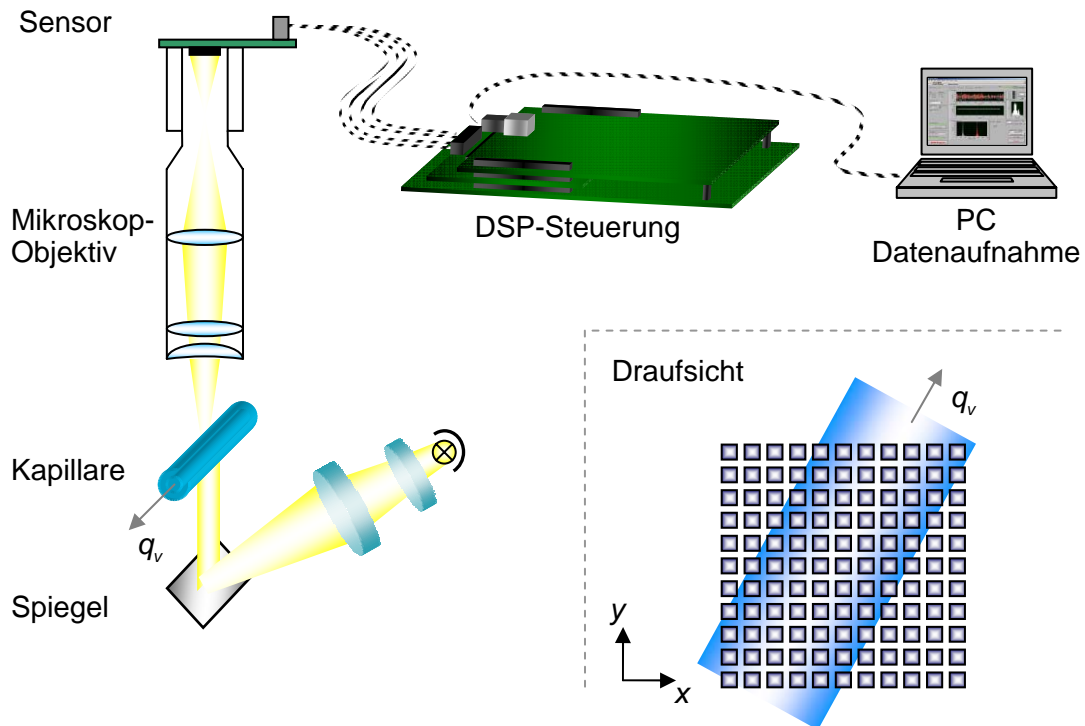 Sensor
Mikroskop-
Objektiv
DSP-Steuerung
PC
Datenaufnahme
Kapillare
q_v
Spiegel
Draufsicht
q_v
y
x